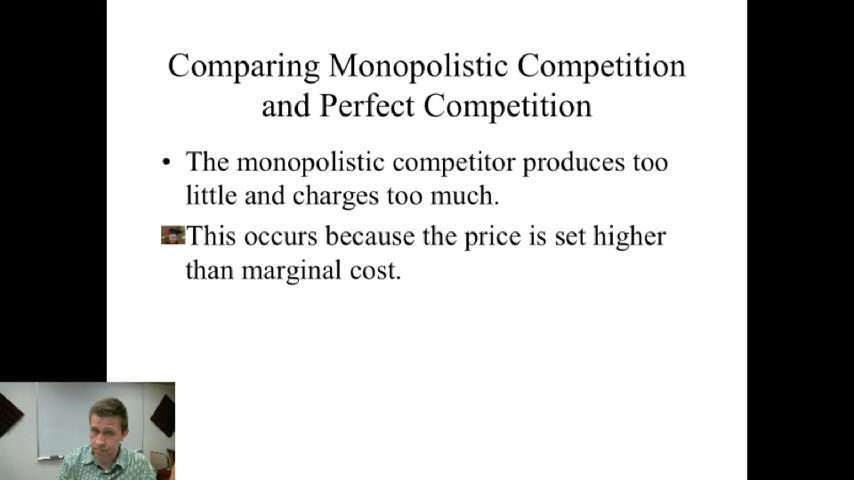 Comparing Monopolistic Competition
and Perfect Competition
• The monopolistic competitor produces too
little and charges too much.
This occurs because the price is set higher
than marginal cost.